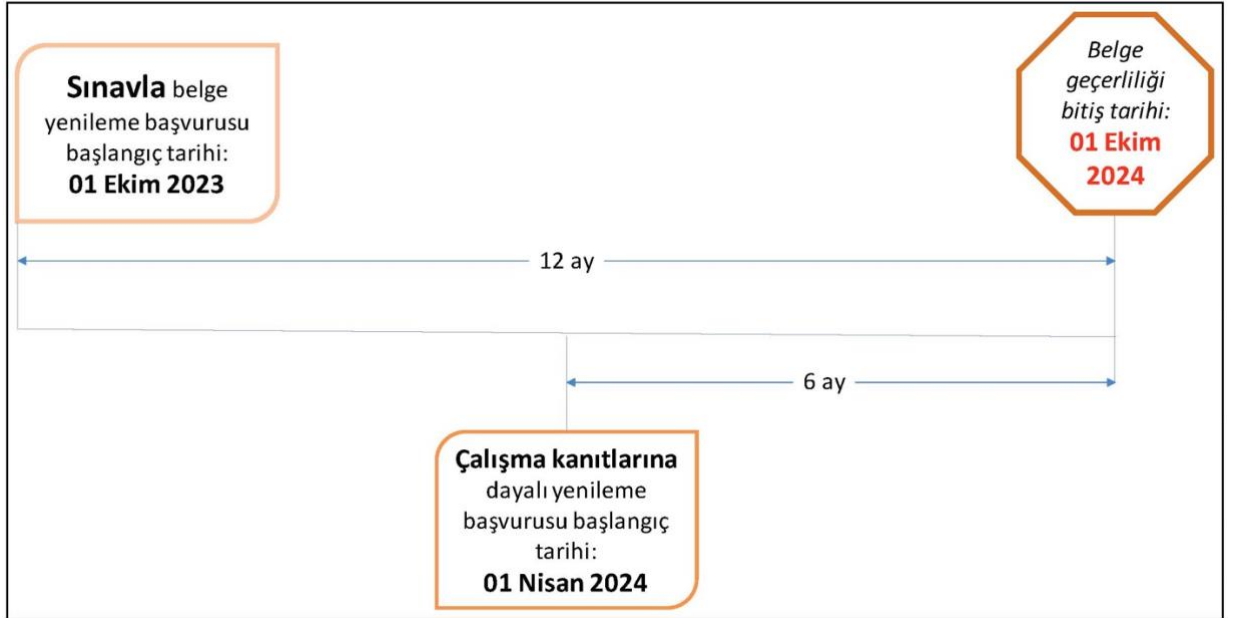 Sınavla belge
yenileme başvurusu
başlangıç tarihi:
01 Ekim 2023
Belge
geçerliliği
bitiş tarihi:
01 Ekim
2024
12 ay
6 ay
Çalışma kanıtlarına
dayalı yenileme
başvurusu başlangıç
tarihi:
01 Nisan 2024